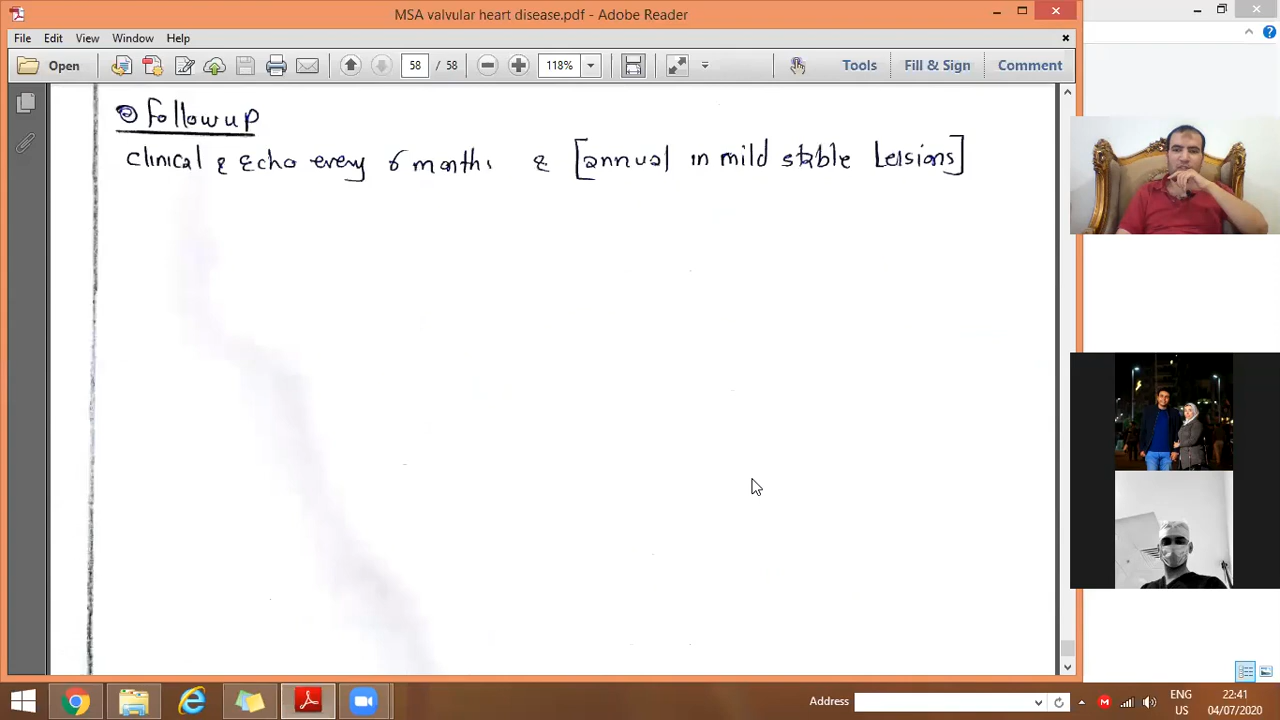 MSA valvular heart disease.pdf - Adobe Reader
File Edit View Window Help
Open 58 / 58 118% Tools Fill & Sign Comment
Follow up
Clinical & Echo every 6 months & [annual in mild stable Leisions]
Address ENG 22:41
US 04/07/2020